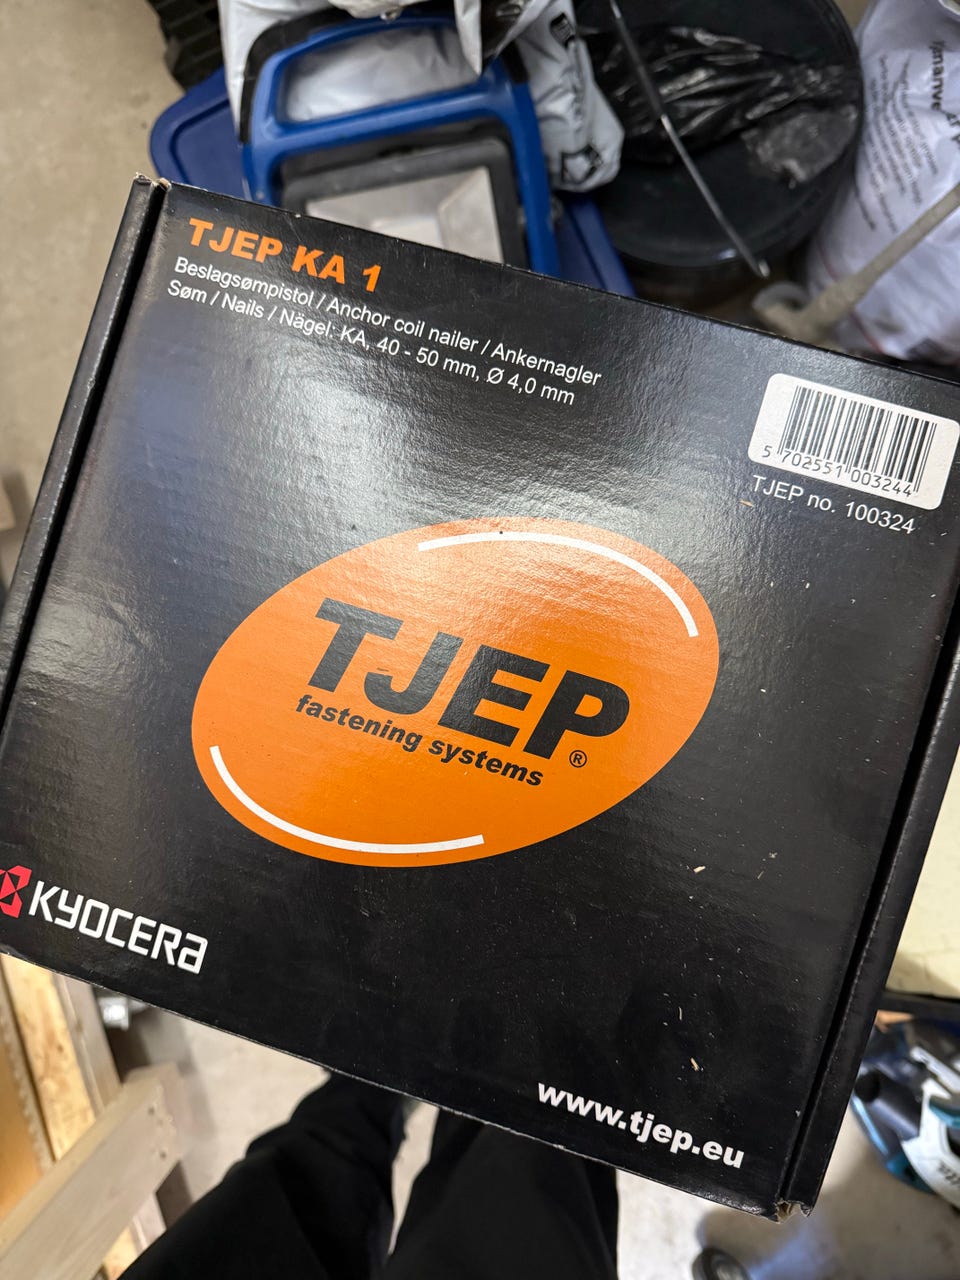 TJEP KA 1
Beslagsømpistol / Anchor coil nailer / Ankernagler
Søm / Nails / Nägel: KA, 40 - 50 mm, Ø 4,0 mm
5 702551 003244
TJEP no. 100324
TJEP
fastening systems
®
KYOCERa
www.tjep.eu